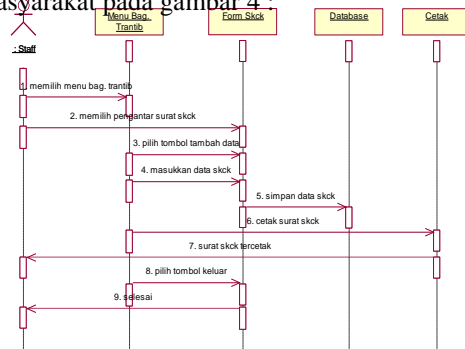 asyarakat pada gambar 4 :
: Staff
Menu Bag.
Trantib
Form Skck
Database
Cetak
1. memilih menu bag. trantib
2. memilih pengantar surat skck
3. pilih tombol tambah data
4. masukkan data skck
5. simpan data skck
6. cetak surat skck
7. surat skck tercetak
8. pilih tombol keluar
9. selesai